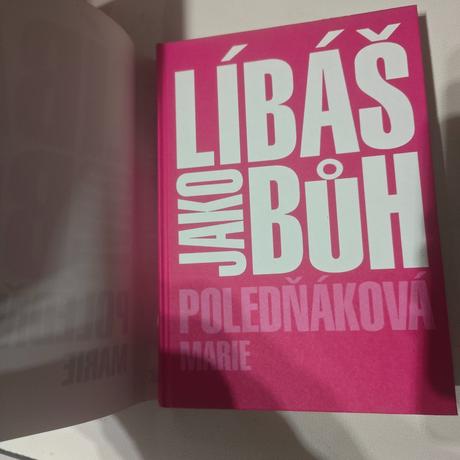 LÍBÁŠ
JAKO
BŮH
POLEDŇÁKOVÁ
MARIE